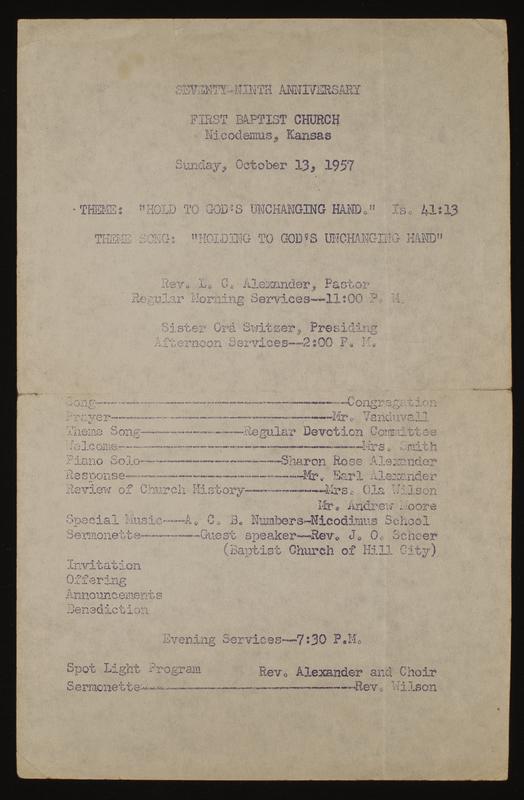 SEVENTY-NINTH ANNIVERSARY
FIRST BAPTIST CHURCH
Nicodemus, Kansas
Sunday, October 13, 1957
THEME: "HOLD TO GOD'S UNCHANGING HAND." Is. 41:13
THEME SONG: "HOLDING TO GOD'S UNCHANGING HAND"
Rev. L. C. Alexander, Pastor
Regular Morning Services--11:00 P. M.
Sister Ora Switzer, Presiding
Afternoon Services--2:00 P. M.
Song----------Congregation
Prayer----------Mr. Vanduvall
Theme Song----------Regular Devotion Committee
Welcome----------Mrs. Smith
Piano Solo----------Sharon Rose Alexander
Response----------Mr. Earl Alexander
Review of Church History----------Mrs. Ola Wilson
Mr. Andrew Moore
Special Music----A. C. B. Numbers-Nicodimus School
Sermonette----------Guest speaker--Rev. J. O. Scheer
(Baptist Church of Hill City)
Invitation
Offering
Announcements
Benediction
Evening Services--7:30 P.M.
Spot Light Program Rev. Alexander and Choir
Sermonette----------Rev. Wilson